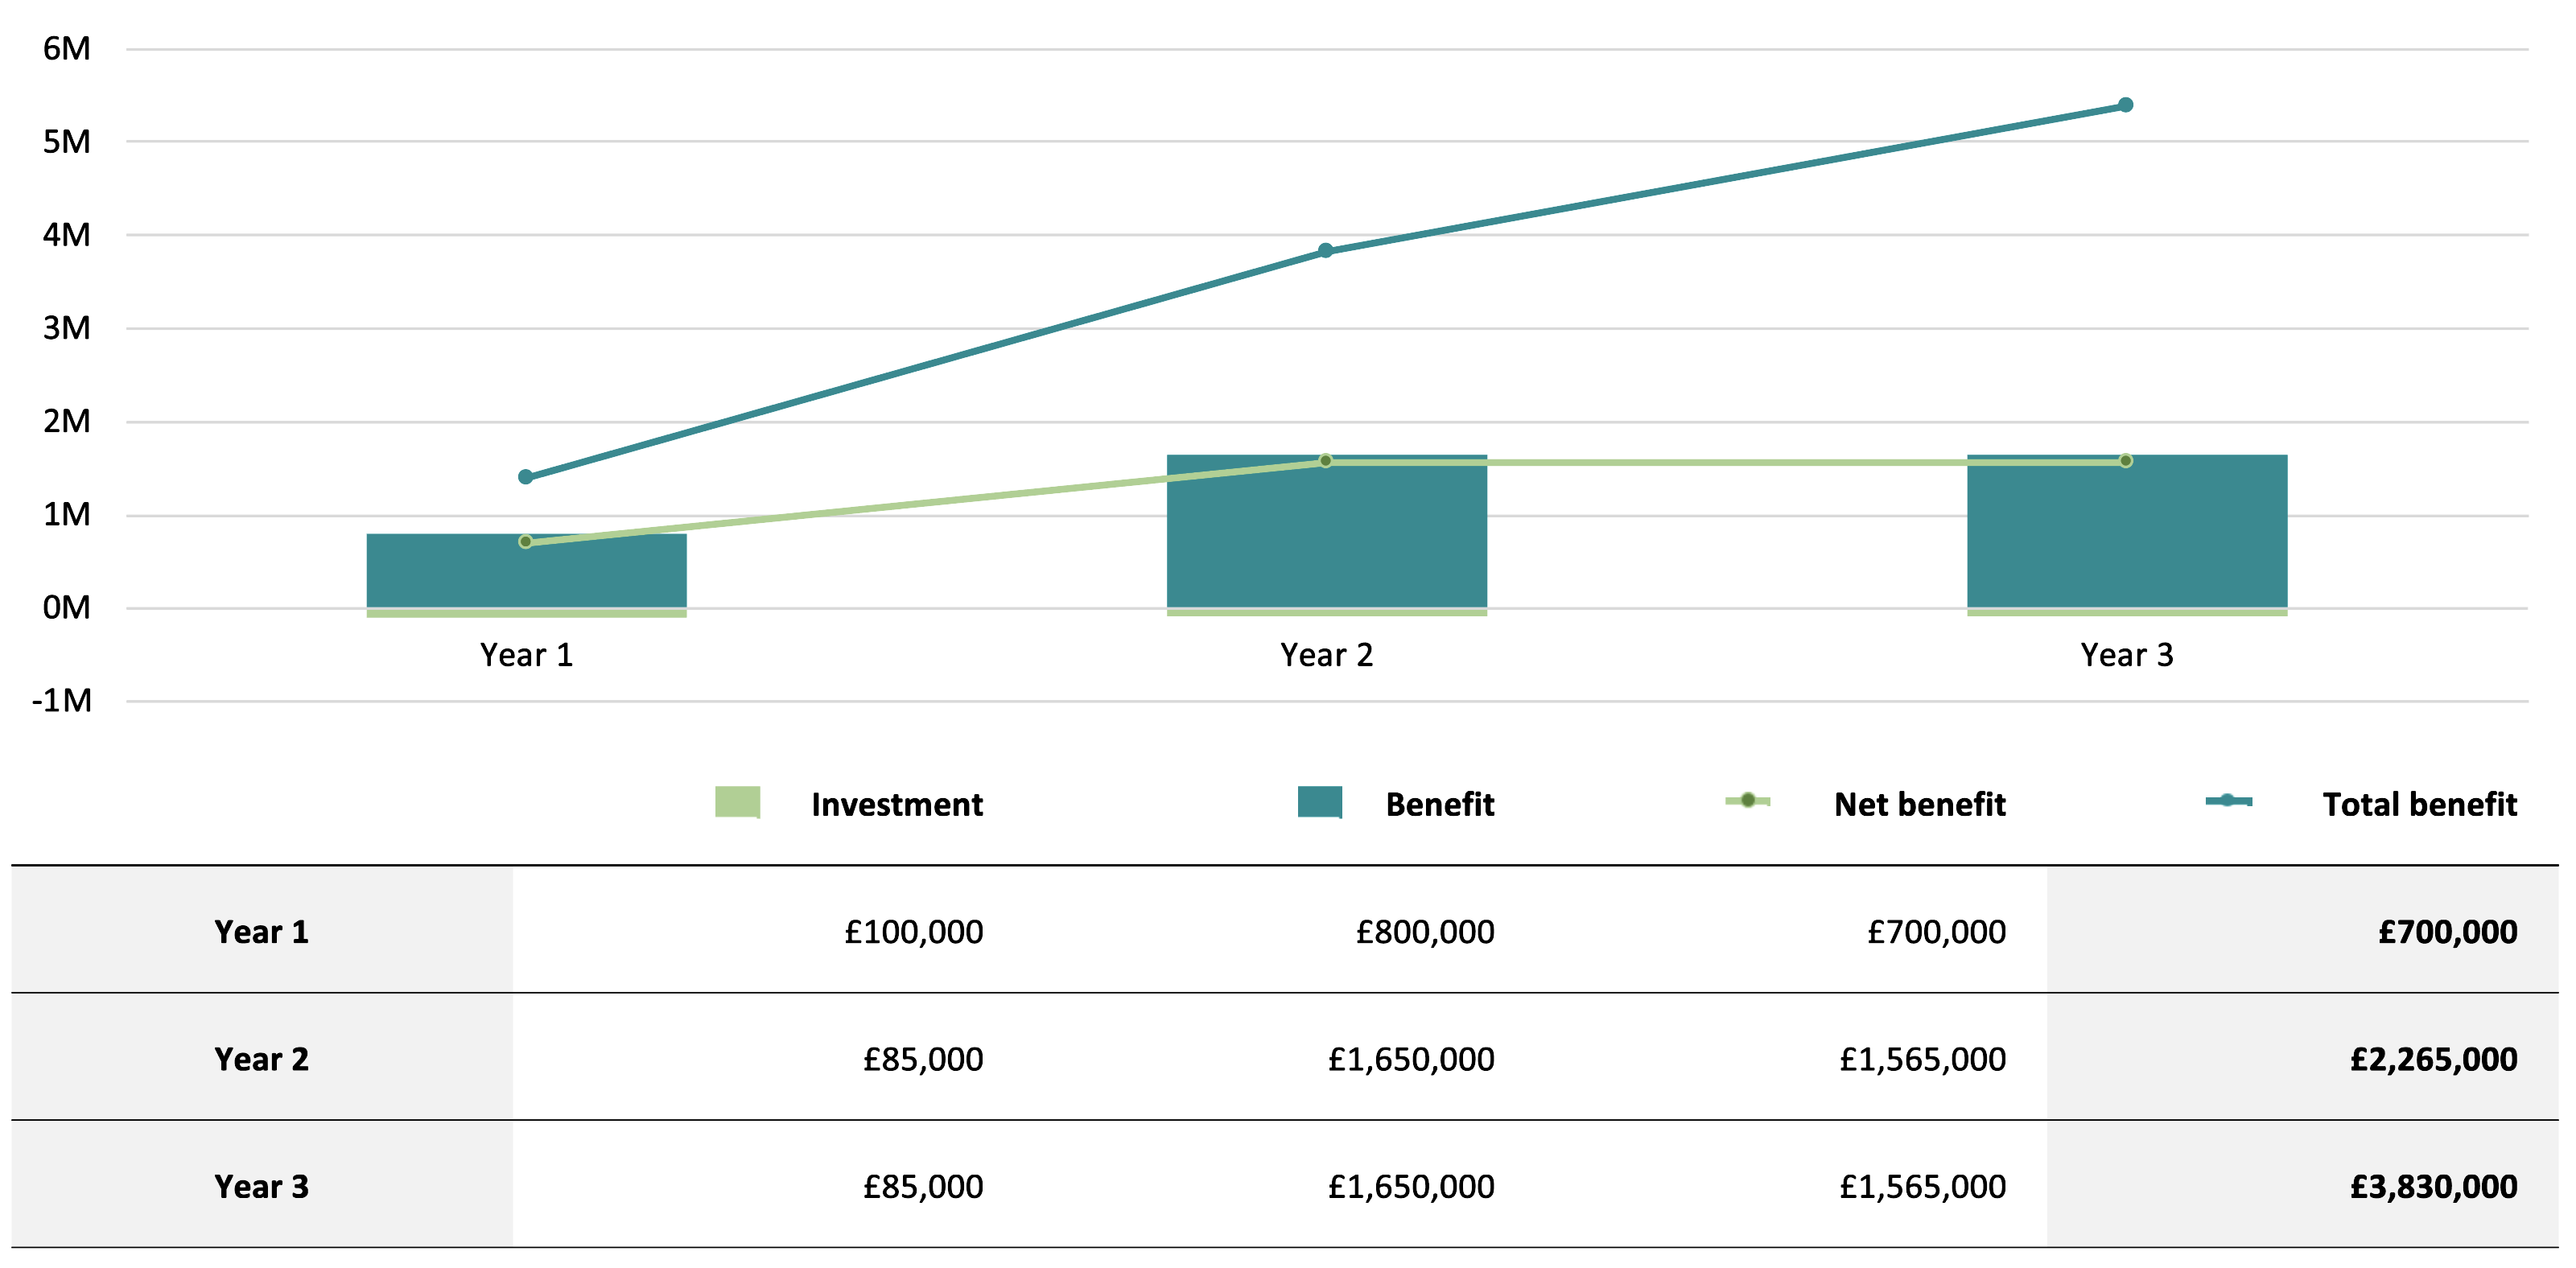 6M
5M
4M
3M
2M
1M
0M
Year 1 Year 2 Year 3
-1M
Investment Benefit Net benefit Total benefit
Year 1 £100,000 £800,000 £700,000 £700,000
Year 2 £85,000 £1,650,000 £1,565,000 £2,265,000
Year 3 £85,000 £1,650,000 £1,565,000 £3,830,000